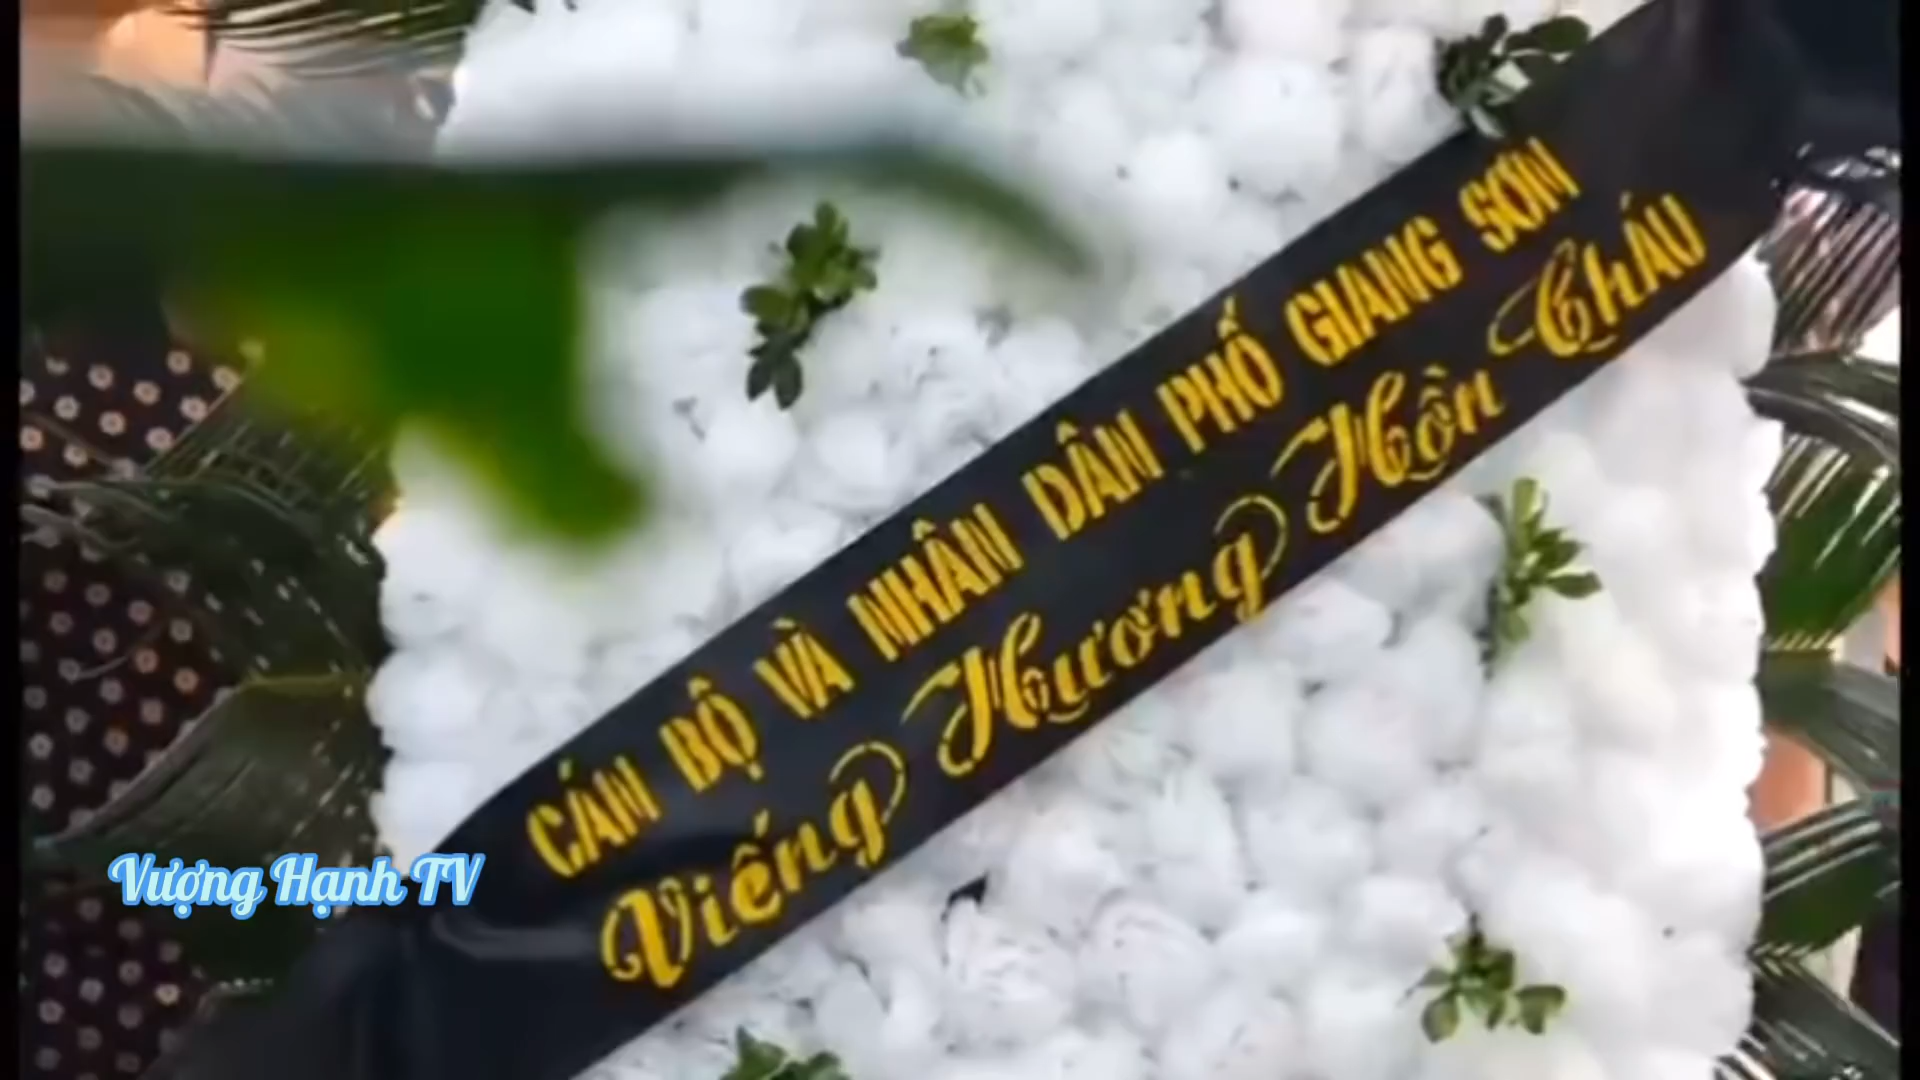 CÁN BỘ VÀ NHÂN DÂN PHỐ GIANG SƠN
Viếng Hương Hồn Cháu
Vượng Hạnh TV